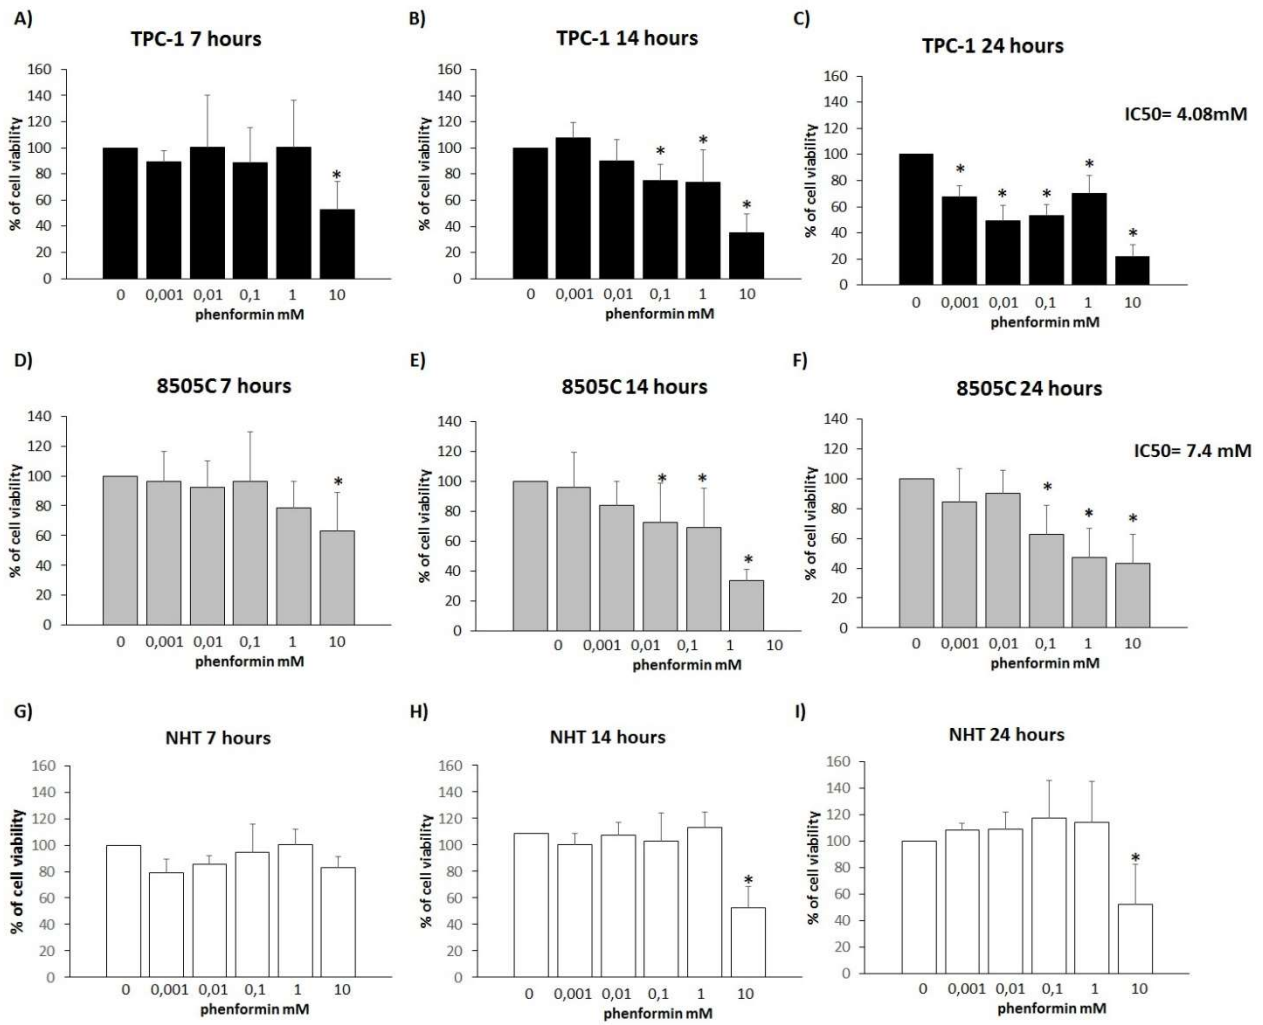 A)
TPC-1 7 hours
160
140
120
100
80
60
40
20
0
% of cell viability
*
0 0,001 0,01 0,1 1 10
phenformin mM
B)
TPC-1 14 hours
160
140
120
100
80
60
40
20
0
% of cell viability
* * *
0 0,001 0,01 0,1 1 10
phenformin mM
C)
TPC-1 24 hours
IC50= 4.08mM
160
140
120
100
80
60
40
20
0
% of cell viability
* * * * *
0 0,001 0,01 0,1 1 10
phenformin mM
D)
8505C 7 hours
140
120
100
80
60
40
20
0
% of cell viability
*
0 0,001 0,01 0,1 1 10
phenformin mM
E)
8505C 14 hours
140
120
100
80
60
40
20
0
% of cell viability
* * *
0 0,001 0,01 0,1 1 10
phenformin mM
F)
8505C 24 hours
IC50= 7.4 mM
140
120
100
80
60
40
20
0
% of cell viability
* * *
0 0,001 0,01 0,1 1 10
phenformin mM
G)
NHT 7 hours
160
140
120
100
80
60
40
20
0
% of cell viability
0 0,001 0,01 0,1 1 10
phenformin mM
H)
NHT 14 hours
160
140
120
100
80
60
40
20
0
% of cell viability
*
0 0,001 0,01 0,1 1 10
phenformin mM
I)
NHT 24 hours
160
140
120
100
80
60
40
20
0
% of cell viability
*
0 0,001 0,01 0,1 1 10
phenformin mM